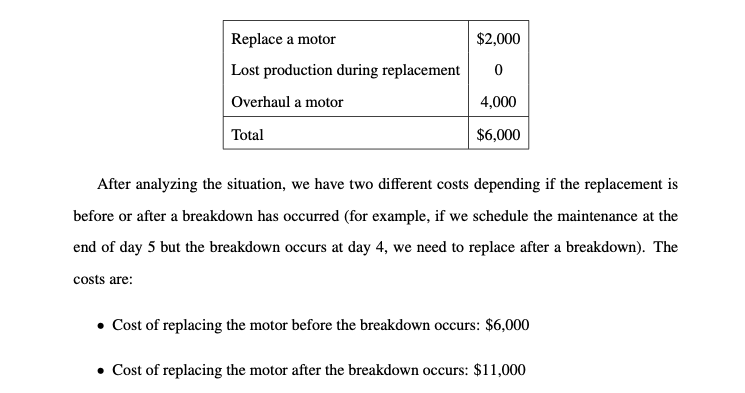 Replace a motor $2,000
Lost production during replacement 0
Overhaul a motor 4,000
Total $6,000
After analyzing the situation, we have two different costs depending if the replacement is
before or after a breakdown has occurred (for example, if we schedule the maintenance at the
end of day 5 but the breakdown occurs at day 4, we need to replace after a breakdown). The
costs are:
• Cost of replacing the motor before the breakdown occurs: $6,000
• Cost of replacing the motor after the breakdown occurs: $11,000